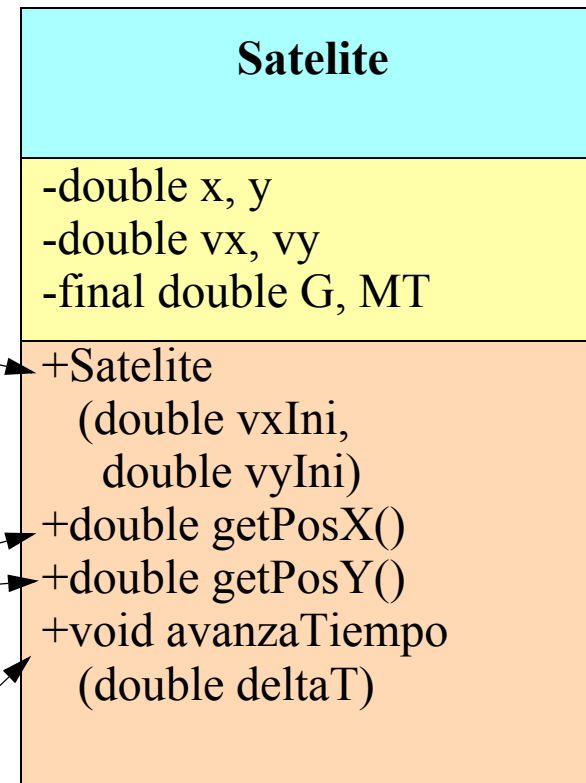 Satelite
-double x, y
-double vx, vy
-final double G, MT
+Satelite
(double vxIni,
double vyIni)
+double getPosX()
+double getPosY()
+void avanzaTiempo
(double deltaT)